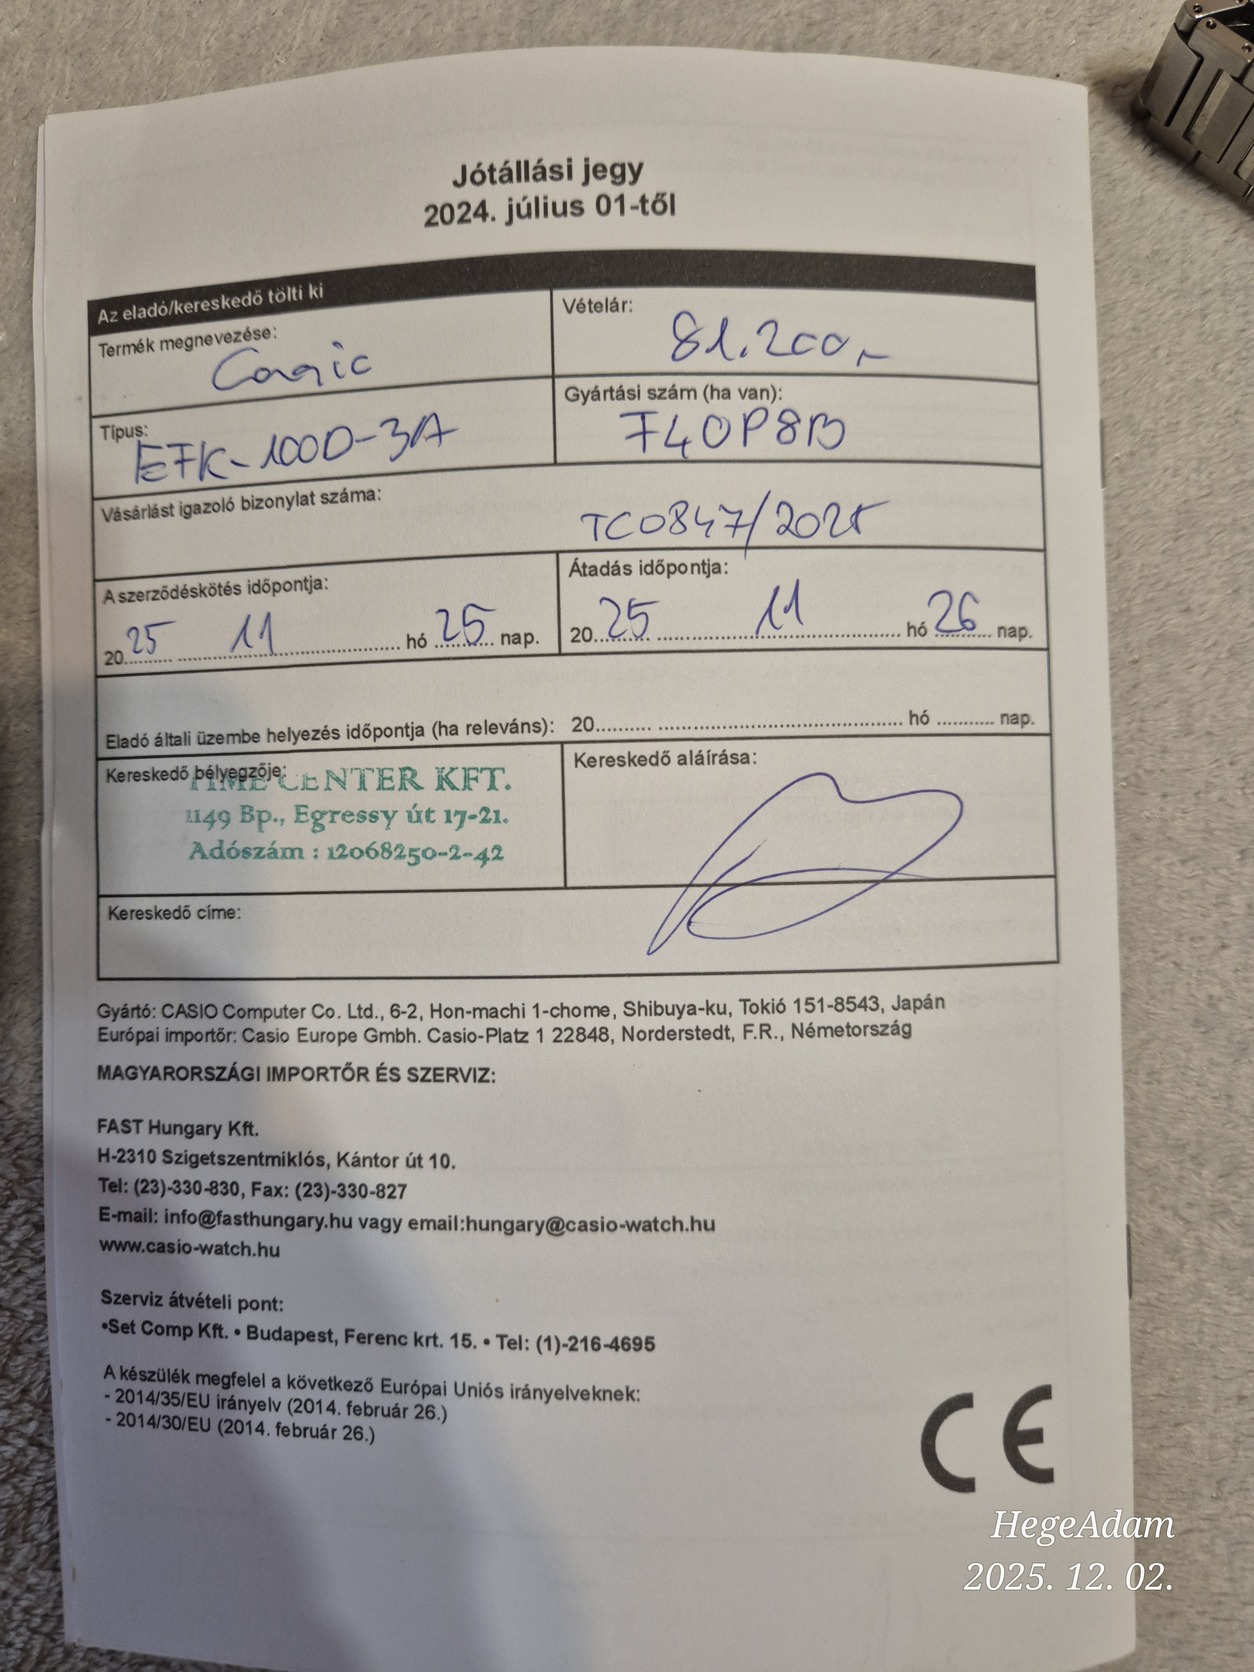 Jótállási jegy
2024. július 01-től
Az eladó/kereskedő tölti ki
Termék megnevezése:
Vételár:
81.200,-
Típus:
EFK-100D-3A
Gyártási szám (ha van):
740P8B
Vásárlást igazoló bizonylat száma:
TC0847/2025
A szerződéskötés időpontja:
2025 11 hó 25 nap.
Átadás időpontja:
2025 11 hó 26 nap.
Eladó általi üzembe helyezés időpontja (ha releváns): 20.......... .......................................... hó .......... nap.
Kereskedő bélyegzője:
TIME CENTER KFT.
1149 Bp., Egressy út 17-21.
Adószám : 12068250-2-42
Kereskedő aláírása:
Kereskedő címe:
Gyártó: CASIO Computer Co. Ltd., 6-2, Hon-machi 1-chome, Shibuya-ku, Tokió 151-8543, Japán
Európai importőr: Casio Europe Gmbh. Casio-Platz 1 22848, Norderstedt, F.R., Németország
MAGYARORSZÁGI IMPORTŐR ÉS SZERVIZ:
FAST Hungary Kft.
H-2310 Szigetszentmiklós, Kántor út 10.
Tel: (23)-330-830, Fax: (23)-330-827
E-mail: info@fasthungary.hu vagy email:hungary@casio-watch.hu
www.casio-watch.hu
Szerviz átvételi pont:
•Set Comp Kft. • Budapest, Ferenc krt. 15. • Tel: (1)-216-4695
A készülék megfelel a következő Európai Uniós irányelveknek:
- 2014/35/EU irányelv (2014. február 26.)
- 2014/30/EU (2014. február 26.)
CE
HegeAdam
2025. 12. 02.